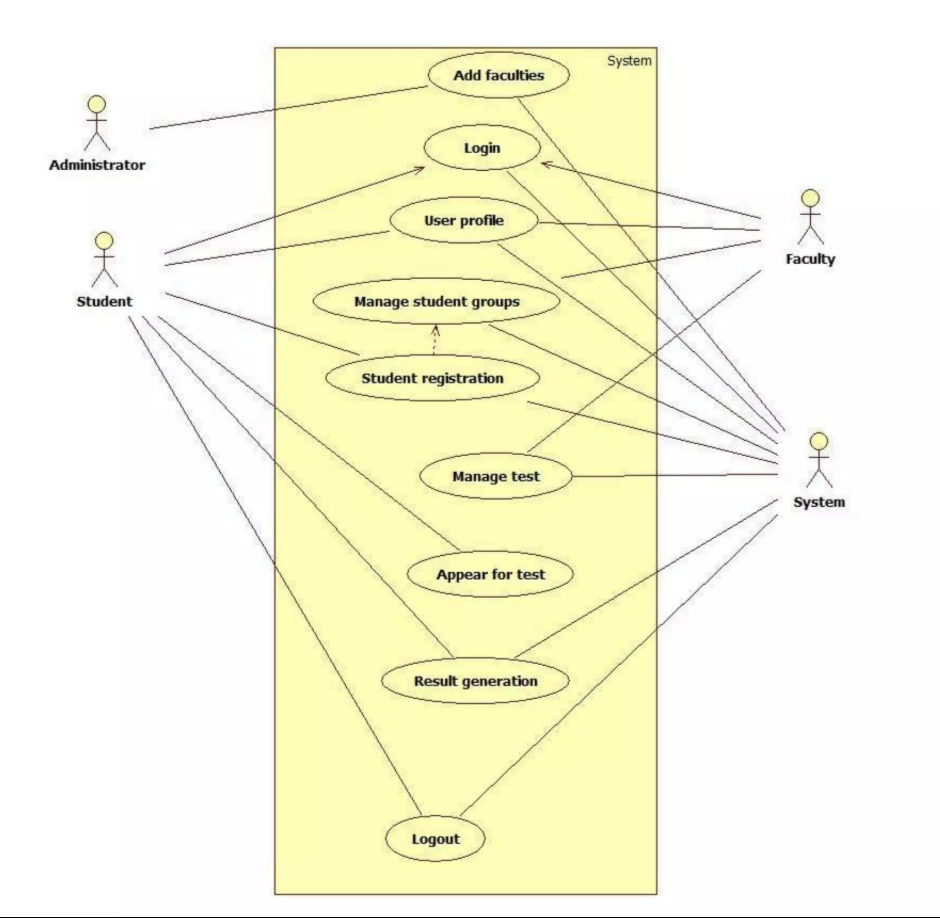 System
Add faculties
Administrator
Login
User profile
Faculty
Student
Manage student groups
Student registration
Manage test
System
Appear for test
Result generation
Logout